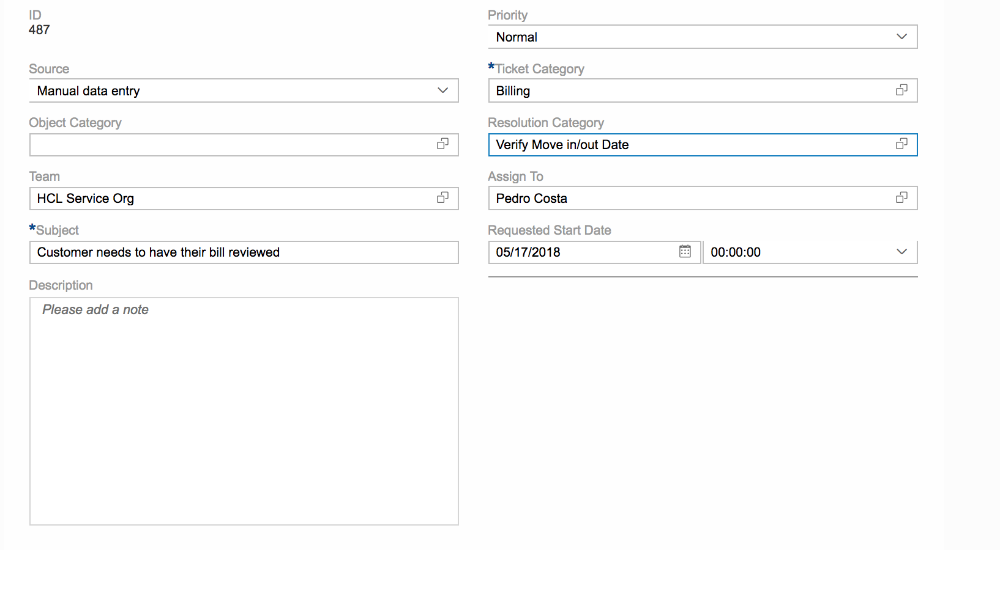 ID
487
Priority
Normal
Source
Manual data entry
*Ticket Category
Billing
Object Category
Resolution Category
Verify Move in/out Date
Team
HCL Service Org
Assign To
Pedro Costa
*Subject
Customer needs to have their bill reviewed
Requested Start Date
05/17/2018 00:00:00
Description
Please add a note